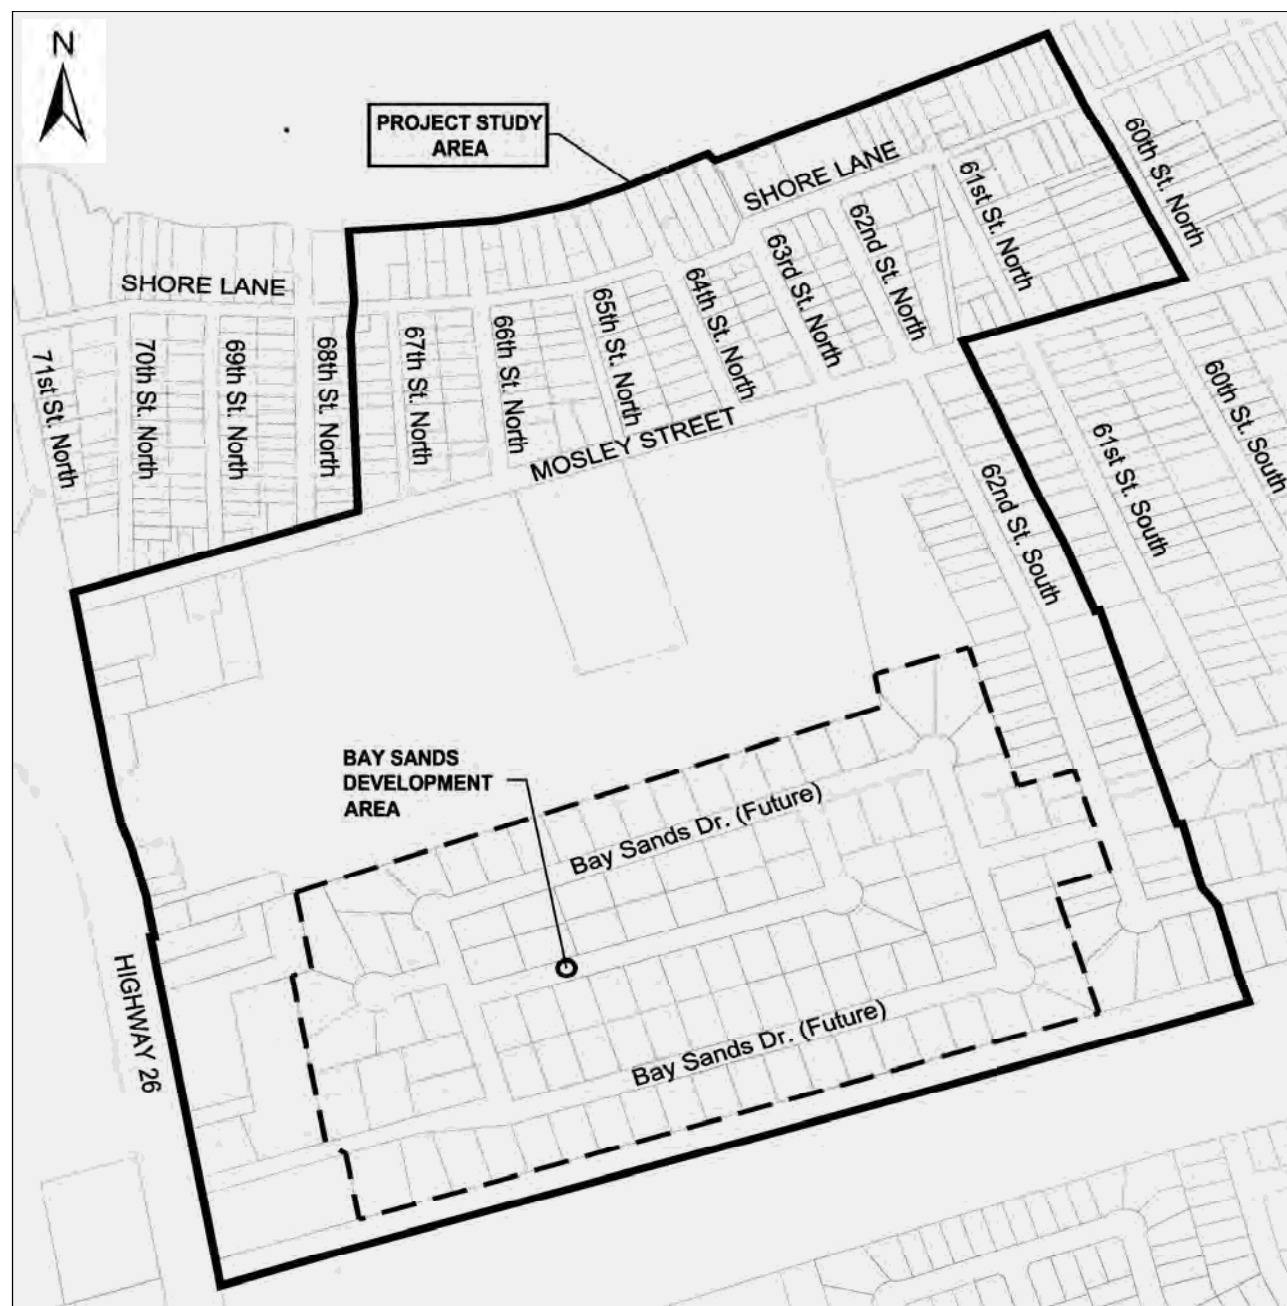 N
PROJECT STUDY
AREA
SHORE LANE
60th St. North
61st St. North
62nd St. North
63rd St. North
64th St. North
65th St. North
66th St. North
67th St. North
68th St. North
69th St. North
70th St. North
71st St. North
SHORE LANE
MOSLEY STREET
60th St. South
61st St. South
62nd St. South
BAY SANDS
DEVELOPMENT
AREA
Bay Sands Dr. (Future)
Bay Sands Dr. (Future)
HIGHWAY 26